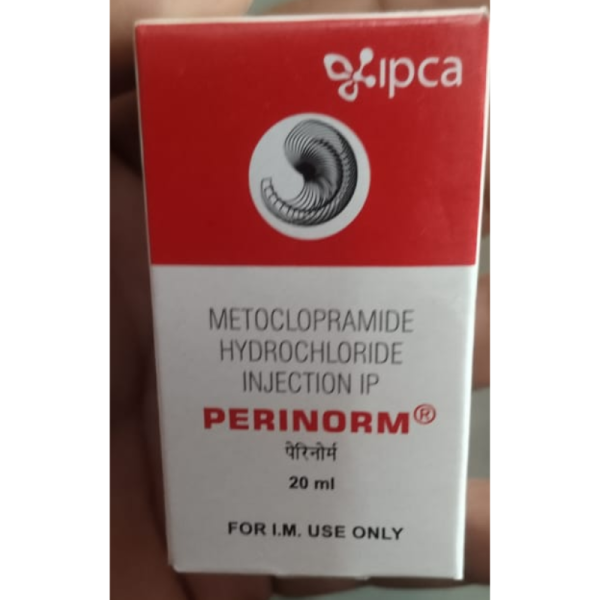 ipca
METOCLOPRAMIDE
HYDROCHLORIDE
INJECTION IP
PERINORM®
पेरिनोर्म
20 ml
FOR I.M. USE ONLY